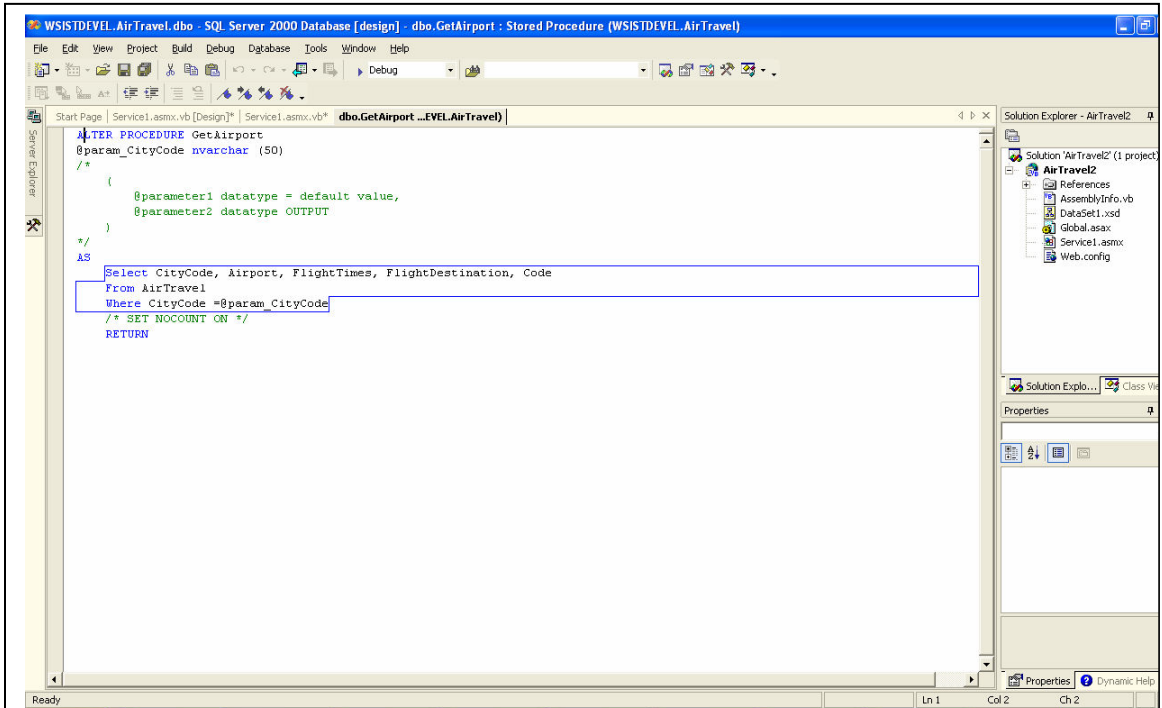 WSISTDEVEL.AirTravel.dbo - SQL Server 2000 Database [design] - dbo.GetAirport : Stored Procedure (WSISTDEVEL.AirTravel)
File Edit View Project Build Debug Database Tools Window Help
Debug
Start Page Service1.asmx.vb [Design]* Service1.asmx.vb* dbo.GetAirport ...EVEL.AirTravel)
Server Explorer
ALTER PROCEDURE GetAirport
@param_CityCode nvarchar (50)
/*
(
@parameter1 datatype = default value,
@parameter2 datatype OUTPUT
)
*/
AS
Select CityCode, Airport, FlightTimes, FlightDestination, Code
From AirTravel
Where CityCode =@param_CityCode
/* SET NOCOUNT ON */
RETURN
Solution Explorer - AirTravel2
Solution 'AirTravel2' (1 project)
AirTravel2
References
AssemblyInfo.vb
DataSet1.xsd
Global.asax
Service1.asmx
Web.config
Solution Explo... Class Vie
Properties
Properties Dynamic Help
Ready Ln 1 Col 2 Ch 2